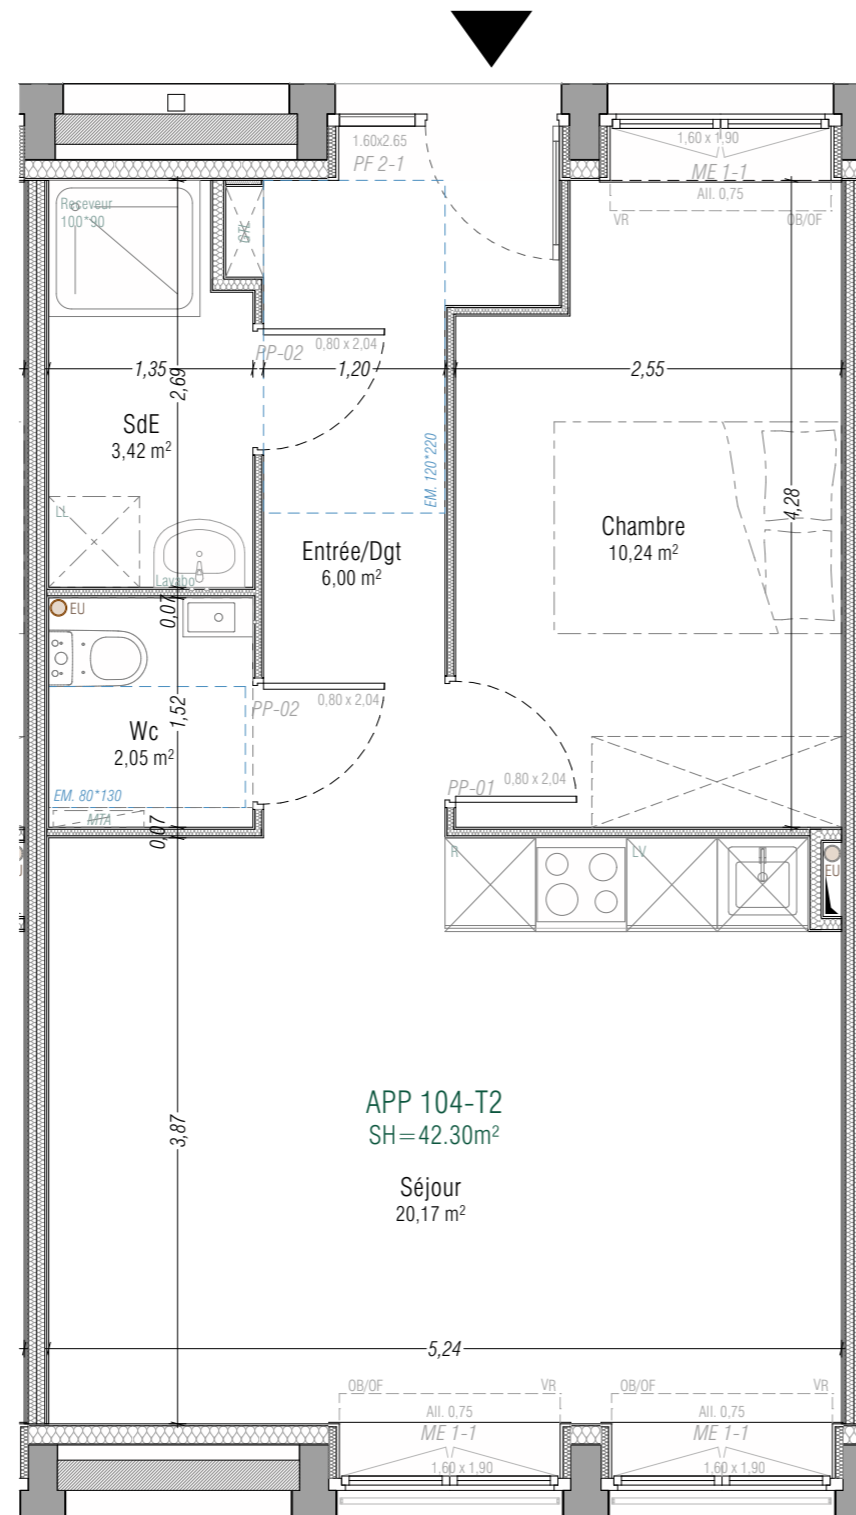 1.60x2.65
PF 2-1
1,60 x 1,90
ME 1-1
All. 0,75
VR
OB/OF
Receveur
100*90
GTL
PP-02
0,80 x 2,04
1,35
2,69
1,20
2,55
SdE
3,42 m²
EM. 120*220
4,28
LL
Lavabo
Entrée/Dgt
6,00 m²
Chambre
10,24 m²
EU
0,07
1,52
Wc
2,05 m²
PP-02
0,80 x 2,04
EM. 80*130
MTA
0,07
PP-01
0,80 x 2,04
R
LV
EU
APP 104-T2
SH=42.30m²
3,87
Séjour
20,17 m²
5,24
OB/OF
VR
OB/OF
VR
All. 0,75
All. 0,75
ME 1-1
ME 1-1
1,60 x 1,90
1,60 x 1,90